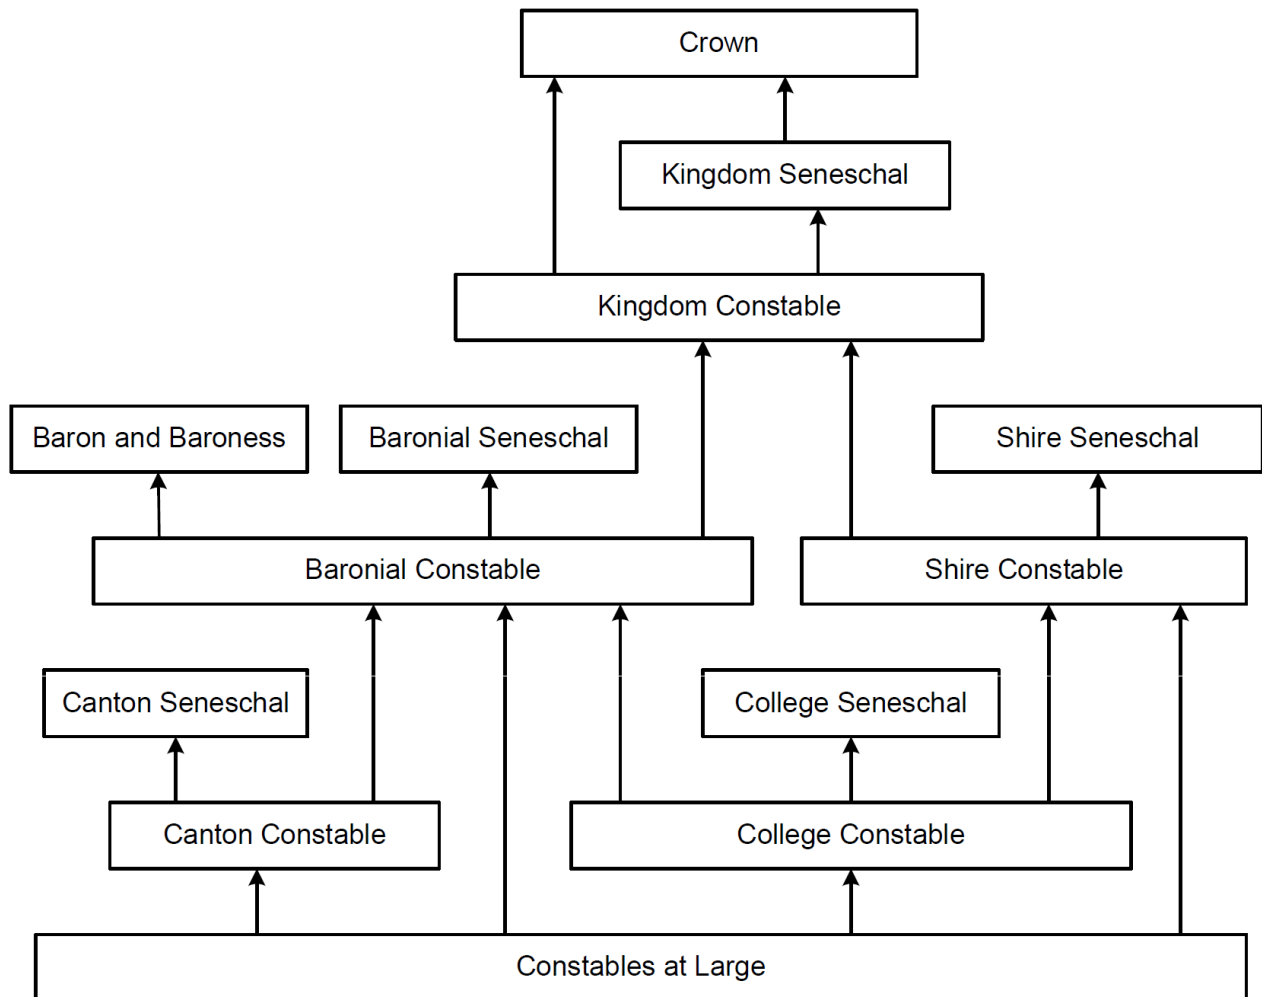 Crown
Kingdom Seneschal
Kingdom Constable
Baron and Baroness
Baronial Seneschal
Shire Seneschal
Baronial Constable
Shire Constable
Canton Seneschal
College Seneschal
Canton Constable
College Constable
Constables at Large